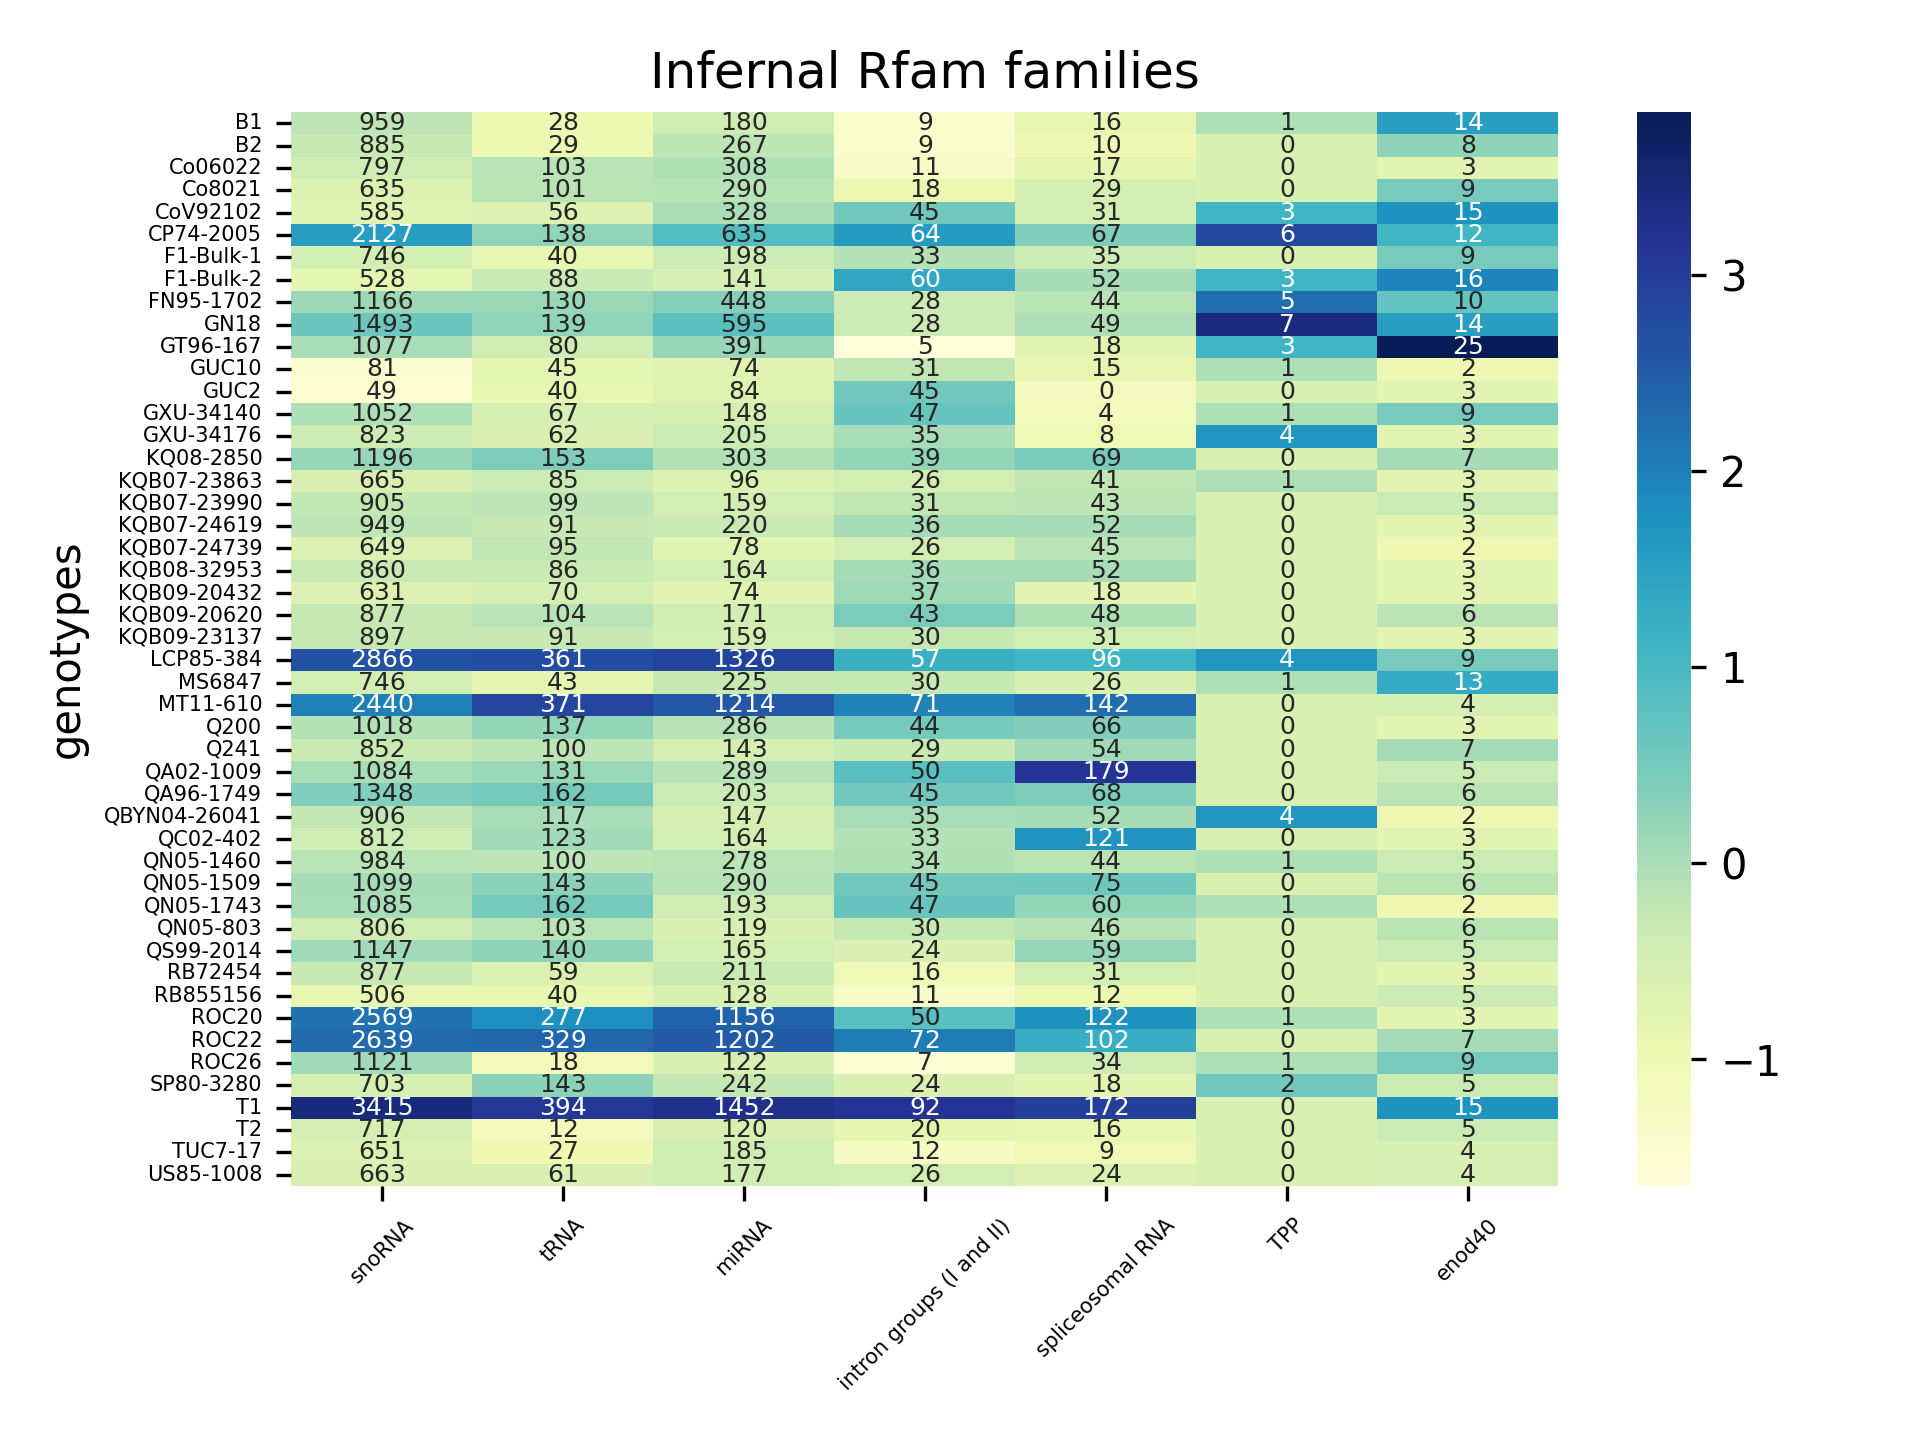 Infernal Rfam families
genotypes
B1 959 28 180 9 16 1 14
B2 885 29 267 9 10 0 8
Co06022 797 103 308 11 17 0 3
Co8021 635 101 290 18 29 0 9
CoV92102 585 56 328 45 31 3 15
CP74-2005 2127 138 635 64 67 6 12
F1-Bulk-1 746 40 198 33 35 0 9
F1-Bulk-2 528 88 141 60 52 3 16
FN95-1702 1166 130 448 28 44 5 10
GN18 1493 139 595 28 49 7 14
GT96-167 1077 80 391 5 18 3 25
GUC10 81 45 74 31 15 1 2
GUC2 49 40 84 45 0 0 3
GXU-34140 1052 67 148 47 4 1 9
GXU-34176 823 62 205 35 8 4 3
KQ08-2850 1196 153 303 39 69 0 7
KQB07-23863 665 85 96 26 41 1 3
KQB07-23990 905 99 159 31 43 0 5
KQB07-24619 949 91 220 36 52 0 3
KQB07-24739 649 95 78 26 45 0 2
KQB08-32953 860 86 164 36 52 0 3
KQB09-20432 631 70 74 37 18 0 3
KQB09-20620 877 104 171 43 48 0 6
KQB09-23137 897 91 159 30 31 0 3
LCP85-384 2866 361 1326 57 96 4 9
MS6847 746 43 225 30 26 1 13
MT11-610 2440 371 1214 71 142 0 4
Q200 1018 137 286 44 66 0 3
Q241 852 100 143 29 54 0 7
QA02-1009 1084 131 289 50 179 0 5
QA96-1749 1348 162 203 45 68 0 6
QBYN04-26041 906 117 147 35 52 4 2
QC02-402 812 123 164 33 121 0 3
QN05-1460 984 100 278 34 44 1 5
QN05-1509 1099 143 290 45 75 0 6
QN05-1743 1085 162 193 47 60 1 2
QN05-803 806 103 119 30 46 0 6
QS99-2014 1147 140 165 24 59 0 5
RB72454 877 59 211 16 31 0 3
RB855156 506 40 128 11 12 0 5
ROC20 2569 277 1156 50 122 1 3
ROC22 2639 329 1202 72 102 0 7
ROC26 1121 18 122 7 34 1 9
SP80-3280 703 143 242 24 18 2 5
T1 3415 394 1452 92 172 0 15
T2 717 12 120 20 16 0 5
TUC7-17 651 27 185 12 9 0 4
US85-1008 663 61 177 26 24 0 4
snoRNA tRNA miRNA intron groups (I and II) spliceosomal RNA TPP enod40
3
2
1
0
−1